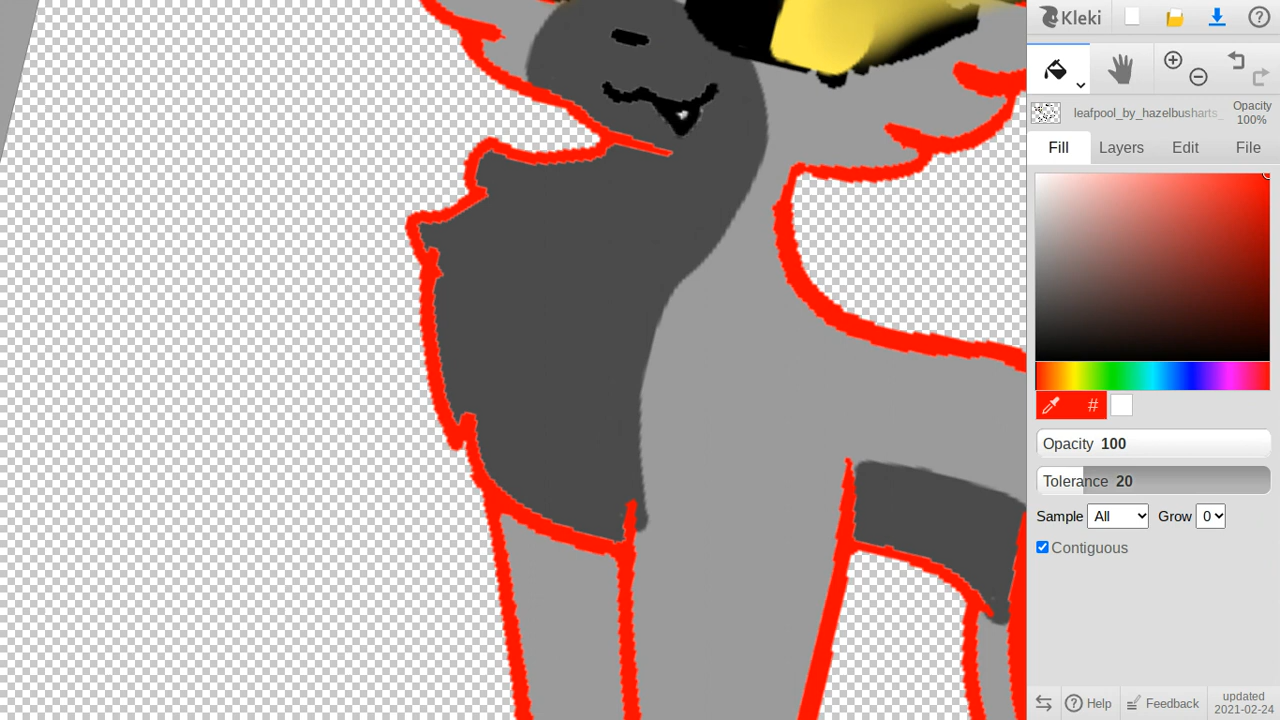 Kleki
leafpool_by_hazelbusharts_
Opacity
100%
Fill Layers Edit File
#
Opacity 100
Tolerance 20
Sample All Grow 0
Contiguous
Help Feedback updated
2021-02-24